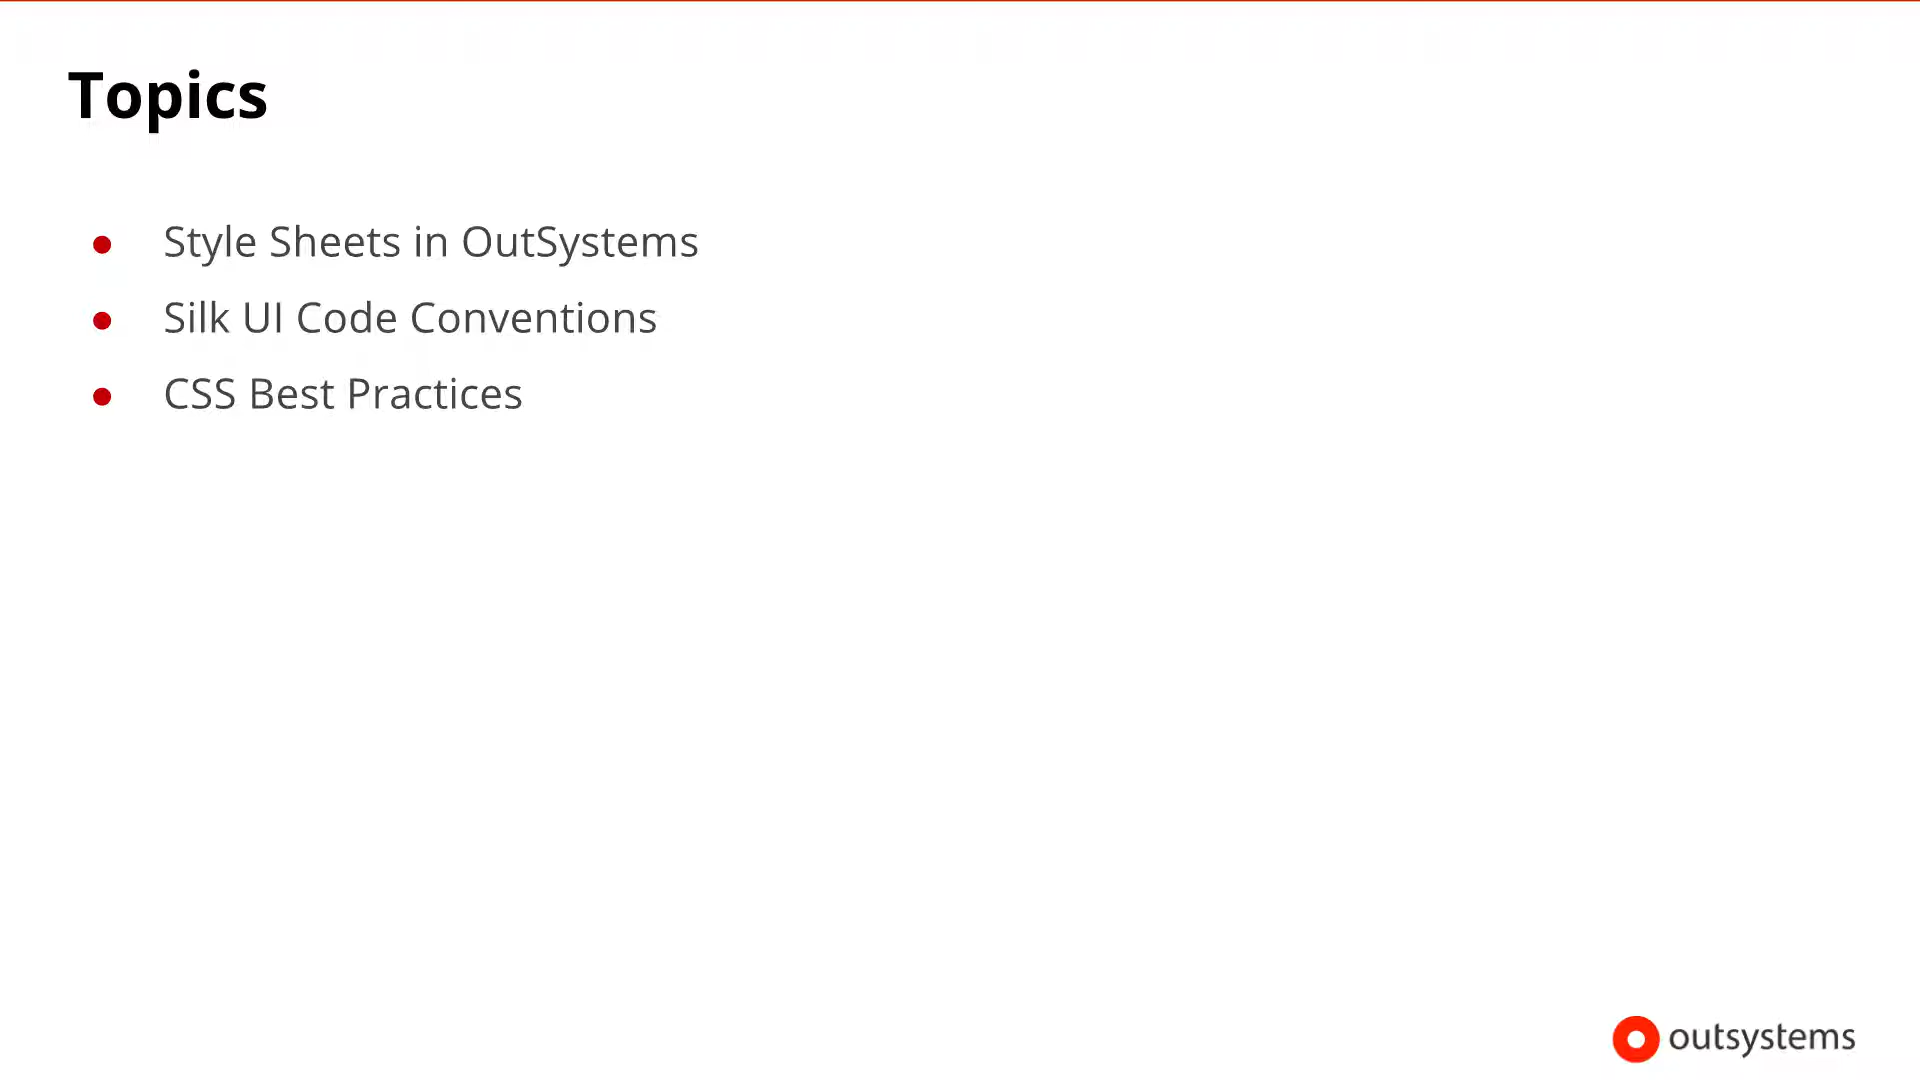 Topics
● Style Sheets in OutSystems
● Silk UI Code Conventions
● CSS Best Practices
outsystems